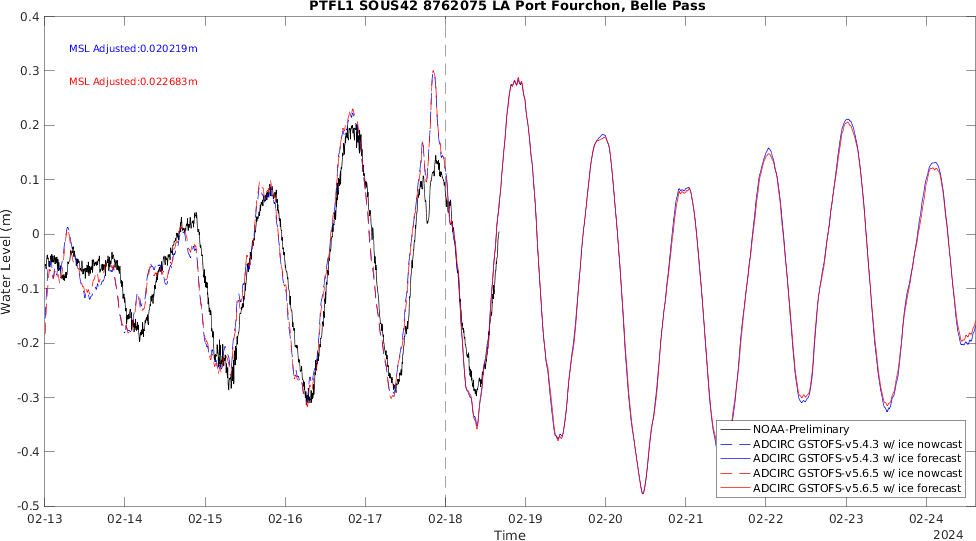 PTFL1 SOUS42 8762075 LA Port Fourchon, Belle Pass
0.4
0.3
0.2
0.1
0
-0.1
-0.2
-0.3
-0.4
-0.5
Water Level (m)
MSL Adjusted:0.020219m
MSL Adjusted:0.022683m
NOAA-Preliminary
ADCIRC GSTOFS-v5.4.3 w/ ice nowcast
ADCIRC GSTOFS-v5.4.3 w/ ice forecast
ADCIRC GSTOFS-v5.6.5 w/ ice nowcast
ADCIRC GSTOFS-v5.6.5 w/ ice forecast
02-13 02-14 02-15 02-16 02-17 02-18 02-19 02-20 02-21 02-22 02-23 02-24
Time
2024